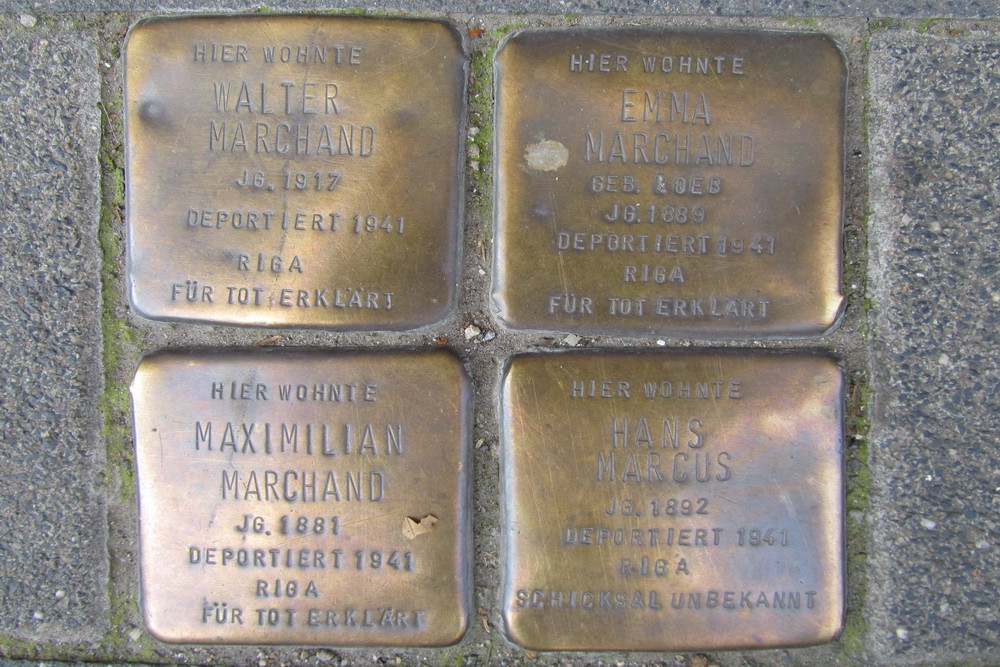 HIER WOHNTE
WALTER
MARCHAND
JG. 1917
DEPORTIERT 1941
RIGA
FÜR TOT ERKLÄRT
HIER WOHNTE
EMMA
MARCHAND
GEB. LOEB
JG. 1889
DEPORTIERT 1941
RIGA
FÜR TOT ERKLÄRT
HIER WOHNTE
MAXIMILIAN
MARCHAND
JG. 1881
DEPORTIERT 1941
RIGA
FÜR TOT ERKLÄRT
HIER WOHNTE
HANS
MARCUS
JG. 1892
DEPORTIERT 1941
RIGA
SCHICKSAL UNBEKANNT